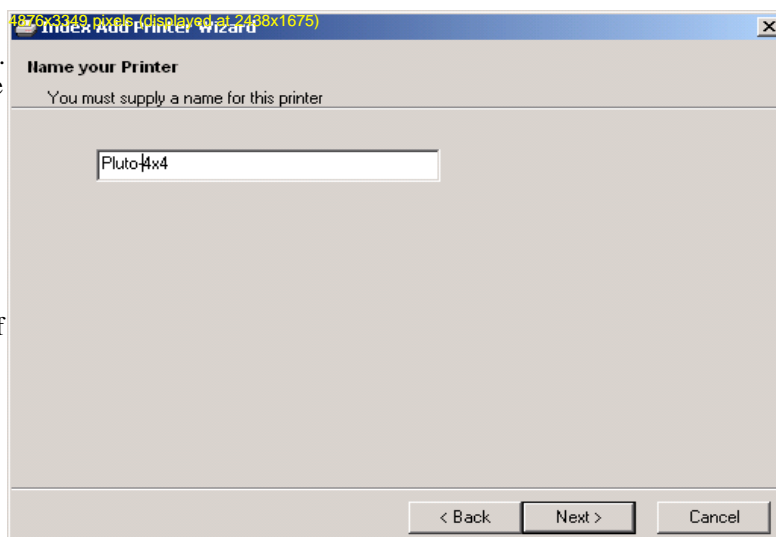 4876x3349 pixels (displayed at 2438x1675)
Index Add Printer Wizard
.
Name your Printer
e
You must supply a name for this printer
Pluto-4x4
f
< Back
Next >
Cancel